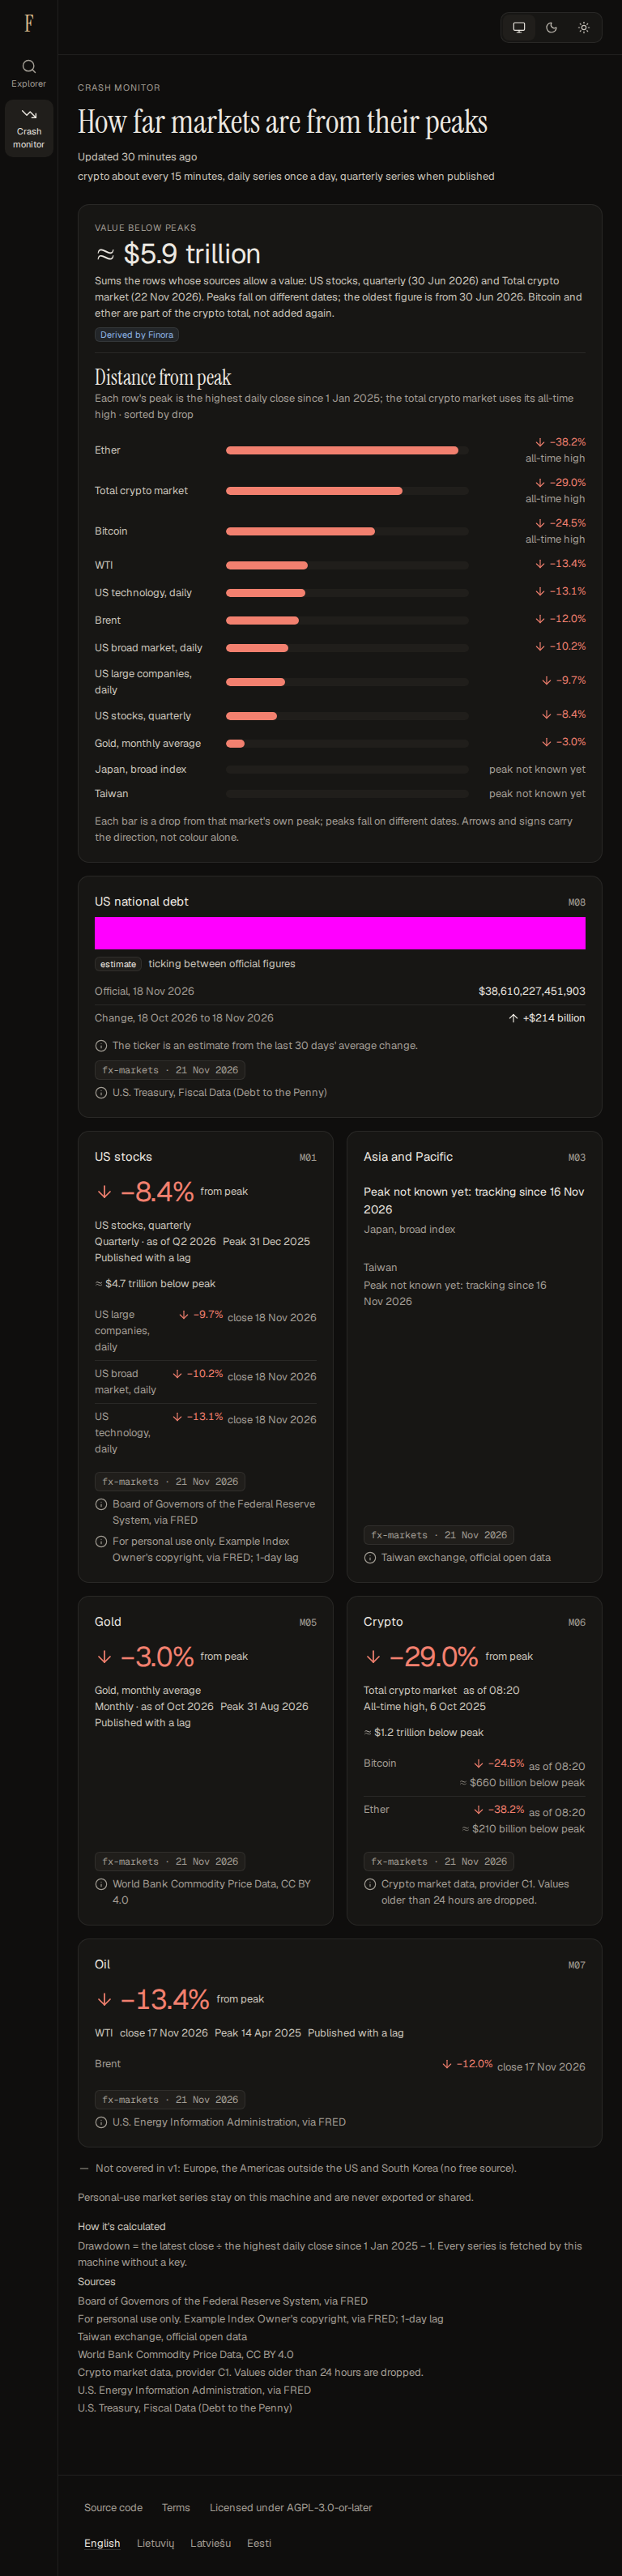 F
Explorer
Crash
monitor
CRASH MONITOR
How far markets are from their peaks
Updated 30 minutes ago
crypto about every 15 minutes, daily series once a day, quarterly series when published
VALUE BELOW PEAKS
≈ $5.9 trillion
Sums the rows whose sources allow a value: US stocks, quarterly (30 Jun 2026) and Total crypto
market (22 Nov 2026). Peaks fall on different dates; the oldest figure is from 30 Jun 2026. Bitcoin and
ether are part of the crypto total, not added again.
Derived by Finora
Distance from peak
Each row's peak is the highest daily close since 1 Jan 2025; the total crypto market uses its all-time
high · sorted by drop
Ether ↓ −38.2%
all-time high
Total crypto market ↓ −29.0%
all-time high
Bitcoin ↓ −24.5%
all-time high
WTI ↓ −13.4%
US technology, daily ↓ −13.1%
Brent ↓ −12.0%
US broad market, daily ↓ −10.2%
US large companies,
daily ↓ −9.7%
US stocks, quarterly ↓ −8.4%
Gold, monthly average ↓ −3.0%
Japan, broad index peak not known yet
Taiwan peak not known yet
Each bar is a drop from that market's own peak; peaks fall on different dates. Arrows and signs carry
the direction, not colour alone.
US national debt M08
estimate ticking between official figures
Official, 18 Nov 2026 $38,610,227,451,903
Change, 18 Oct 2026 to 18 Nov 2026 ↑ +$214 billion
The ticker is an estimate from the last 30 days' average change.
fx-markets · 21 Nov 2026
U.S. Treasury, Fiscal Data (Debt to the Penny)
US stocks M01
↓ −8.4% from peak
US stocks, quarterly
Quarterly · as of Q2 2026 Peak 31 Dec 2025
Published with a lag
≈ $4.7 trillion below peak
US large
companies,
daily ↓ −9.7% close 18 Nov 2026
US broad
market, daily ↓ −10.2% close 18 Nov 2026
US
technology,
daily ↓ −13.1% close 18 Nov 2026
fx-markets · 21 Nov 2026
Board of Governors of the Federal Reserve
System, via FRED
For personal use only. Example Index
Owner's copyright, via FRED; 1-day lag
Asia and Pacific M03
Peak not known yet: tracking since 16 Nov
2026
Japan, broad index
Taiwan
Peak not known yet: tracking since 16
Nov 2026
fx-markets · 21 Nov 2026
Taiwan exchange, official open data
Gold M05
↓ −3.0% from peak
Gold, monthly average
Monthly · as of Oct 2026 Peak 31 Aug 2026
Published with a lag
fx-markets · 21 Nov 2026
World Bank Commodity Price Data, CC BY
4.0
Crypto M06
↓ −29.0% from peak
Total crypto market as of 08:20
All-time high, 6 Oct 2025
≈ $1.2 trillion below peak
Bitcoin ↓ −24.5% as of 08:20
≈ $660 billion below peak
Ether ↓ −38.2% as of 08:20
≈ $210 billion below peak
fx-markets · 21 Nov 2026
Crypto market data, provider C1. Values
older than 24 hours are dropped.
Oil M07
↓ −13.4% from peak
WTI close 17 Nov 2026 Peak 14 Apr 2025 Published with a lag
Brent ↓ −12.0% close 17 Nov 2026
fx-markets · 21 Nov 2026
U.S. Energy Information Administration, via FRED
— Not covered in v1: Europe, the Americas outside the US and South Korea (no free source).
Personal-use market series stay on this machine and are never exported or shared.
How it's calculated
Drawdown = the latest close ÷ the highest daily close since 1 Jan 2025 − 1. Every series is fetched by this
machine without a key.
Sources
Board of Governors of the Federal Reserve System, via FRED
For personal use only. Example Index Owner's copyright, via FRED; 1-day lag
Taiwan exchange, official open data
World Bank Commodity Price Data, CC BY 4.0
Crypto market data, provider C1. Values older than 24 hours are dropped.
U.S. Energy Information Administration, via FRED
U.S. Treasury, Fiscal Data (Debt to the Penny)
Source code Terms Licensed under AGPL-3.0-or-later
English Lietuvių Latviešu Eesti